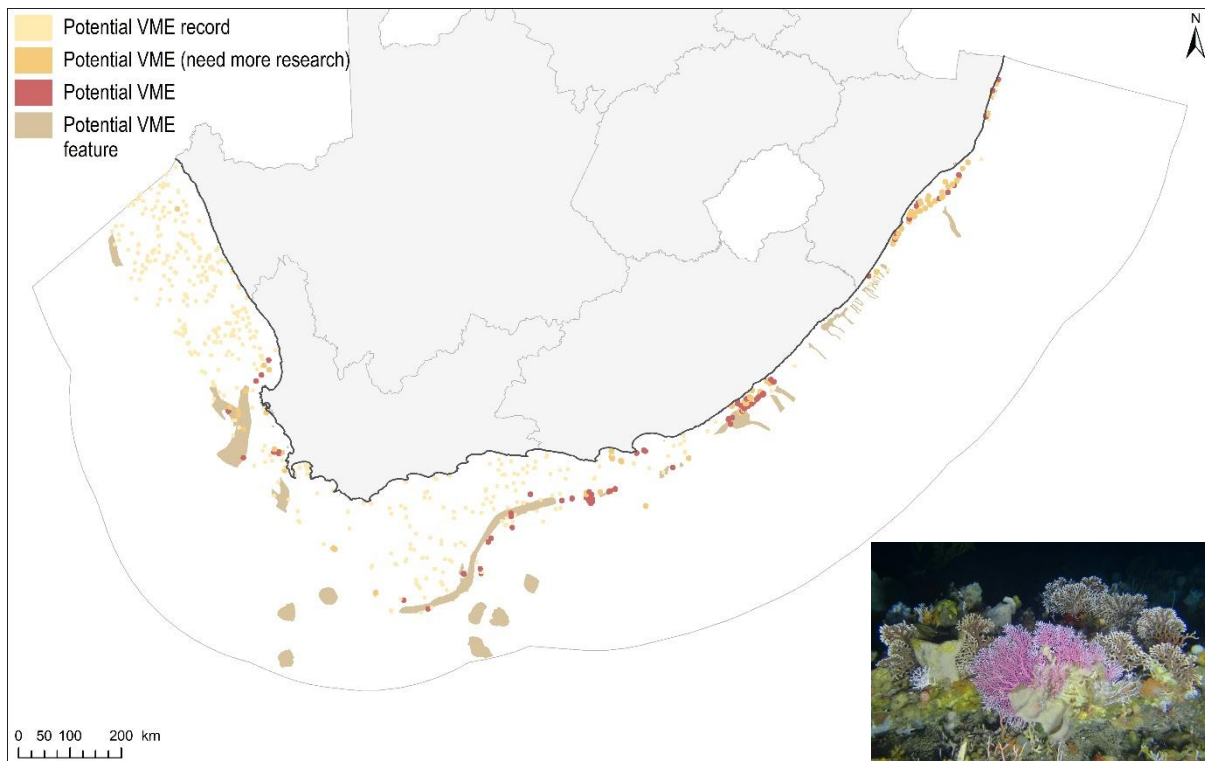 Potential VME record
Potential VME (need more research)
Potential VME
Potential VME
feature
N
0 50 100 200 km